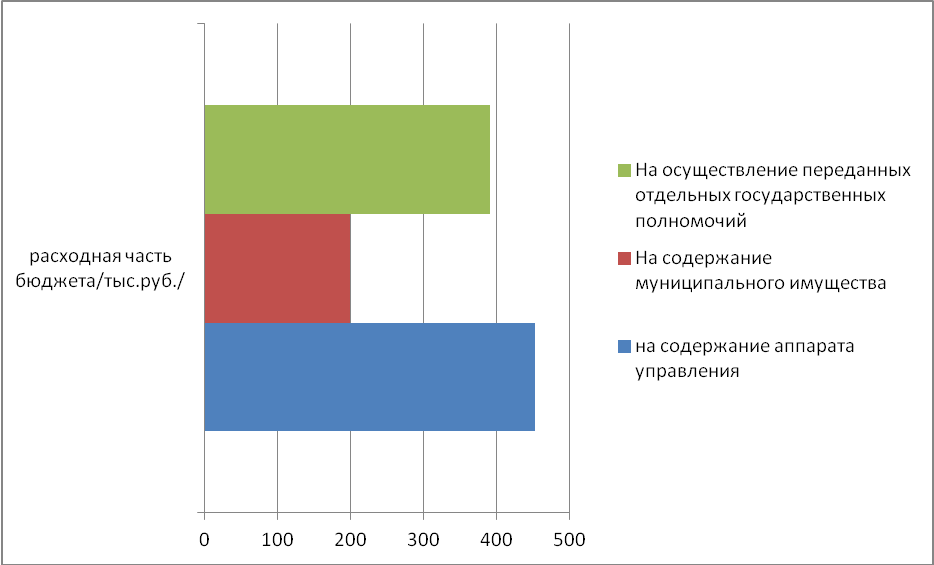 расходная часть
бюджета/тыс.руб./
0 100 200 300 400 500
На осуществление переданных
отдельных государственных
полномочий
На содержание
муниципального имущества
на содержание аппарата
управления